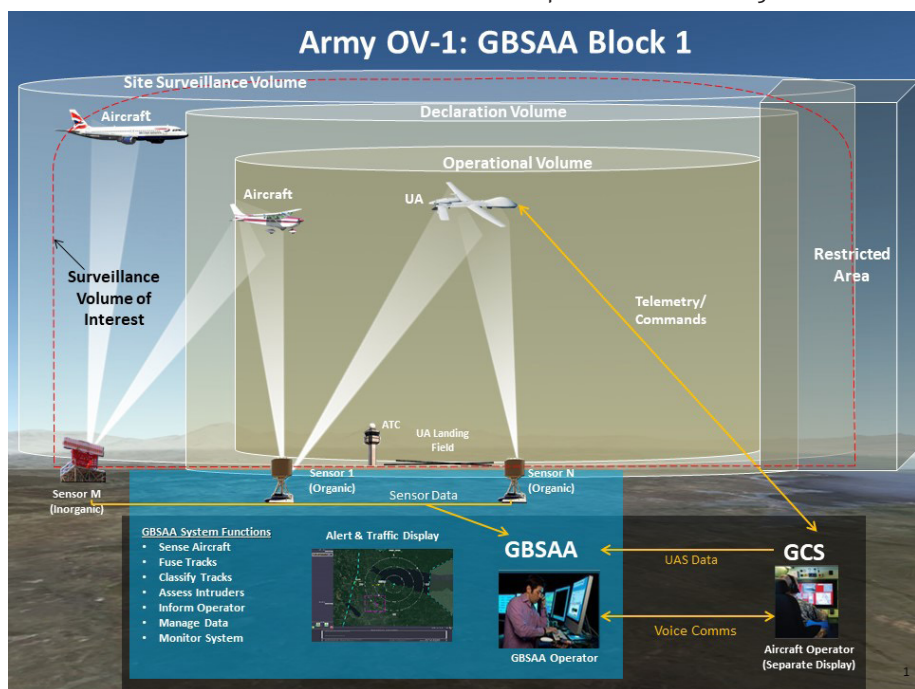 Army OV-1: GBSAA Block 1
Site Surveillance Volume
Aircraft
Declaration Volume
Operational Volume
Aircraft
UA
Restricted
Area
Surveillance
Volume of
Interest
Telemetry/
Commands
ATC
UA Landing
Field
Sensor M
(Inorganic)
Sensor 1
(Organic)
Sensor N
(Organic)
Sensor Data
GBSAA System Functions
• Sense Aircraft
• Fuse Tracks
• Classify Tracks
• Assess Intruders
• Inform Operator
• Manage Data
• Monitor System
Alert & Traffic Display
GBSAA
GCS
UAS Data
Voice Comms
GBSAA Operator
Aircraft Operator
(Separate Display)
1